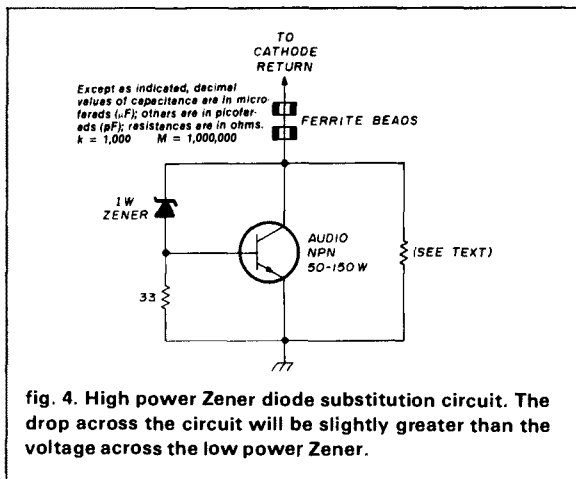 TO
CATHODE
RETURN
Except as indicated, decimal
values of capacitance are in micro-
farads (μF); others are in picofar-
ads (pF); resistances are in ohms.
k = 1,000 M = 1,000,000
FERRITE BEADS
1W
ZENER
AUDIO
NPN
50-150 W
(SEE TEXT)
33
fig. 4. High power Zener diode substitution circuit. The
drop across the circuit will be slightly greater than the
voltage across the low power Zener.